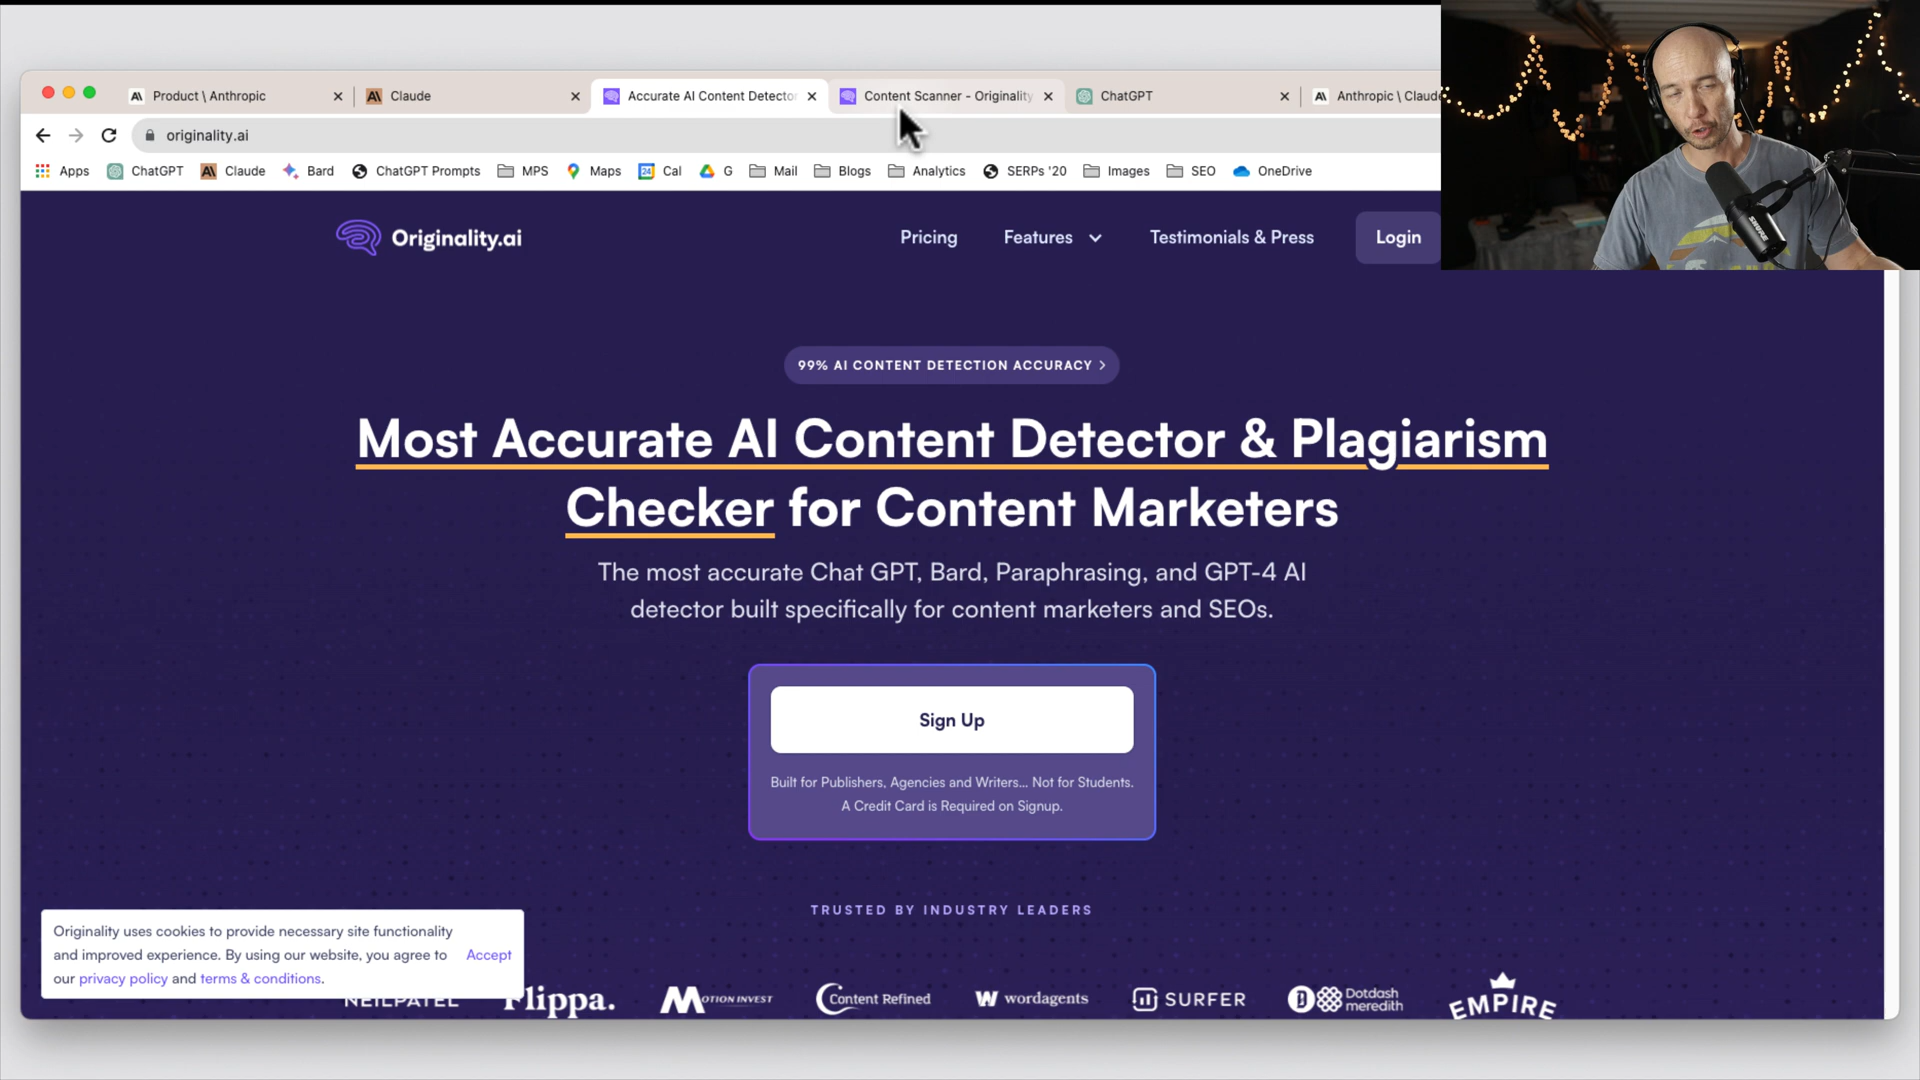 Product \ Anthropic
Claude
Accurate AI Content Detector
Content Scanner - Originality
ChatGPT
Anthropic \ Claude
originality.ai
Apps
ChatGPT
Claude
Bard
ChatGPT Prompts
MPS
Maps
24
Cal
G
Mail
Blogs
Analytics
SERPs '20
Images
SEO
OneDrive
Originality.ai
Pricing
Features
Testimonials & Press
Login
99% AI CONTENT DETECTION ACCURACY >
Most Accurate AI Content Detector & Plagiarism
Checker for Content Marketers
The most accurate Chat GPT, Bard, Paraphrasing, and GPT-4 AI
detector built specifically for content marketers and SEOs.
Sign Up
Built for Publishers, Agencies and Writers... Not for Students.
A Credit Card is Required on Signup.
TRUSTED BY INDUSTRY LEADERS
Originality uses cookies to provide necessary site functionality
and improved experience. By using our website, you agree to
our privacy policy and terms & conditions.
Accept
NEILPATEL
Flippa.
MOTION INVEST
Content Refined
wordagents
SURFER
Dotdash
meredith
EMPIRE
SHURE